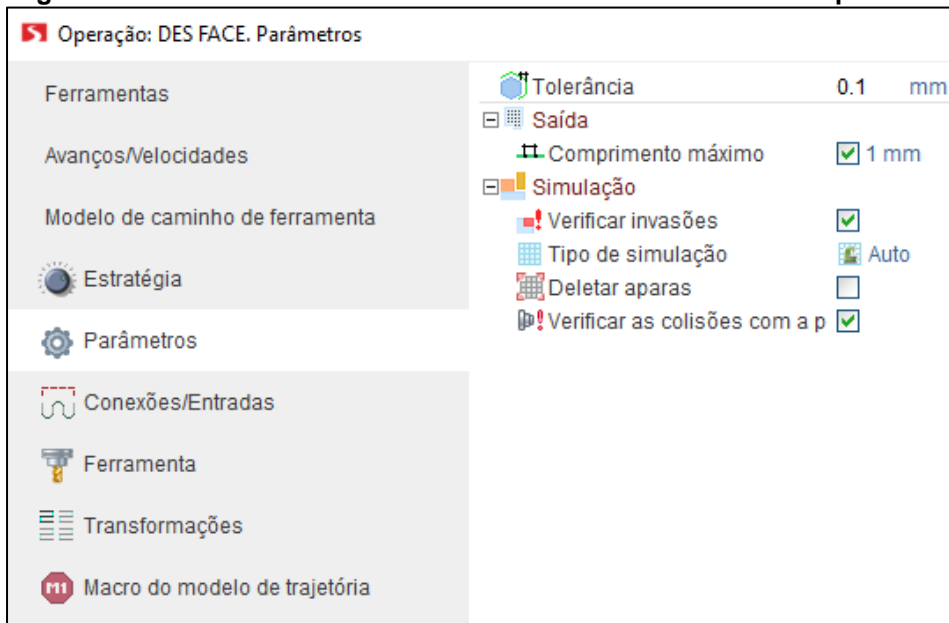 Operação: DES FACE. Parâmetros
Ferramentas
Avanços/Velocidades
Modelo de caminho de ferramenta
Estratégia
Parâmetros
Conexões/Entradas
Ferramenta
Transformações
M1 Macro do modelo de trajetória
Tolerância 0.1 mm
Saída
Comprimento máximo 1 mm
Simulação
Verificar invasões
Tipo de simulação Auto
Deletar aparas
Verificar as colisões com a p